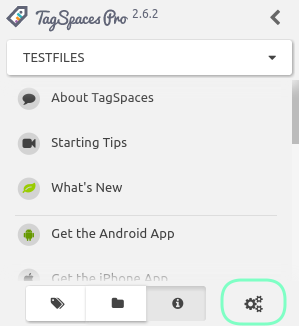 TagSpaces Pro 2.6.2
TESTFILES
About TagSpaces
Starting Tips
What's New
Get the Android App
Get the iPhone App